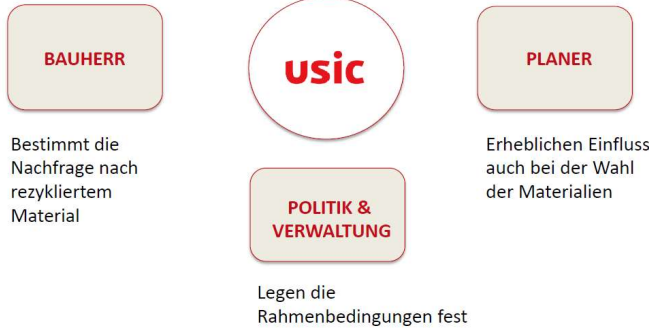 BAUHERR
Bestimmt die
Nachfrage nach
rezykliertem
Material
usic
POLITIK &
VERWALTUNG
Legen die
Rahmenbedingungen fest
PLANER
Erheblichen Einfluss
auch bei der Wahl
der Materialien